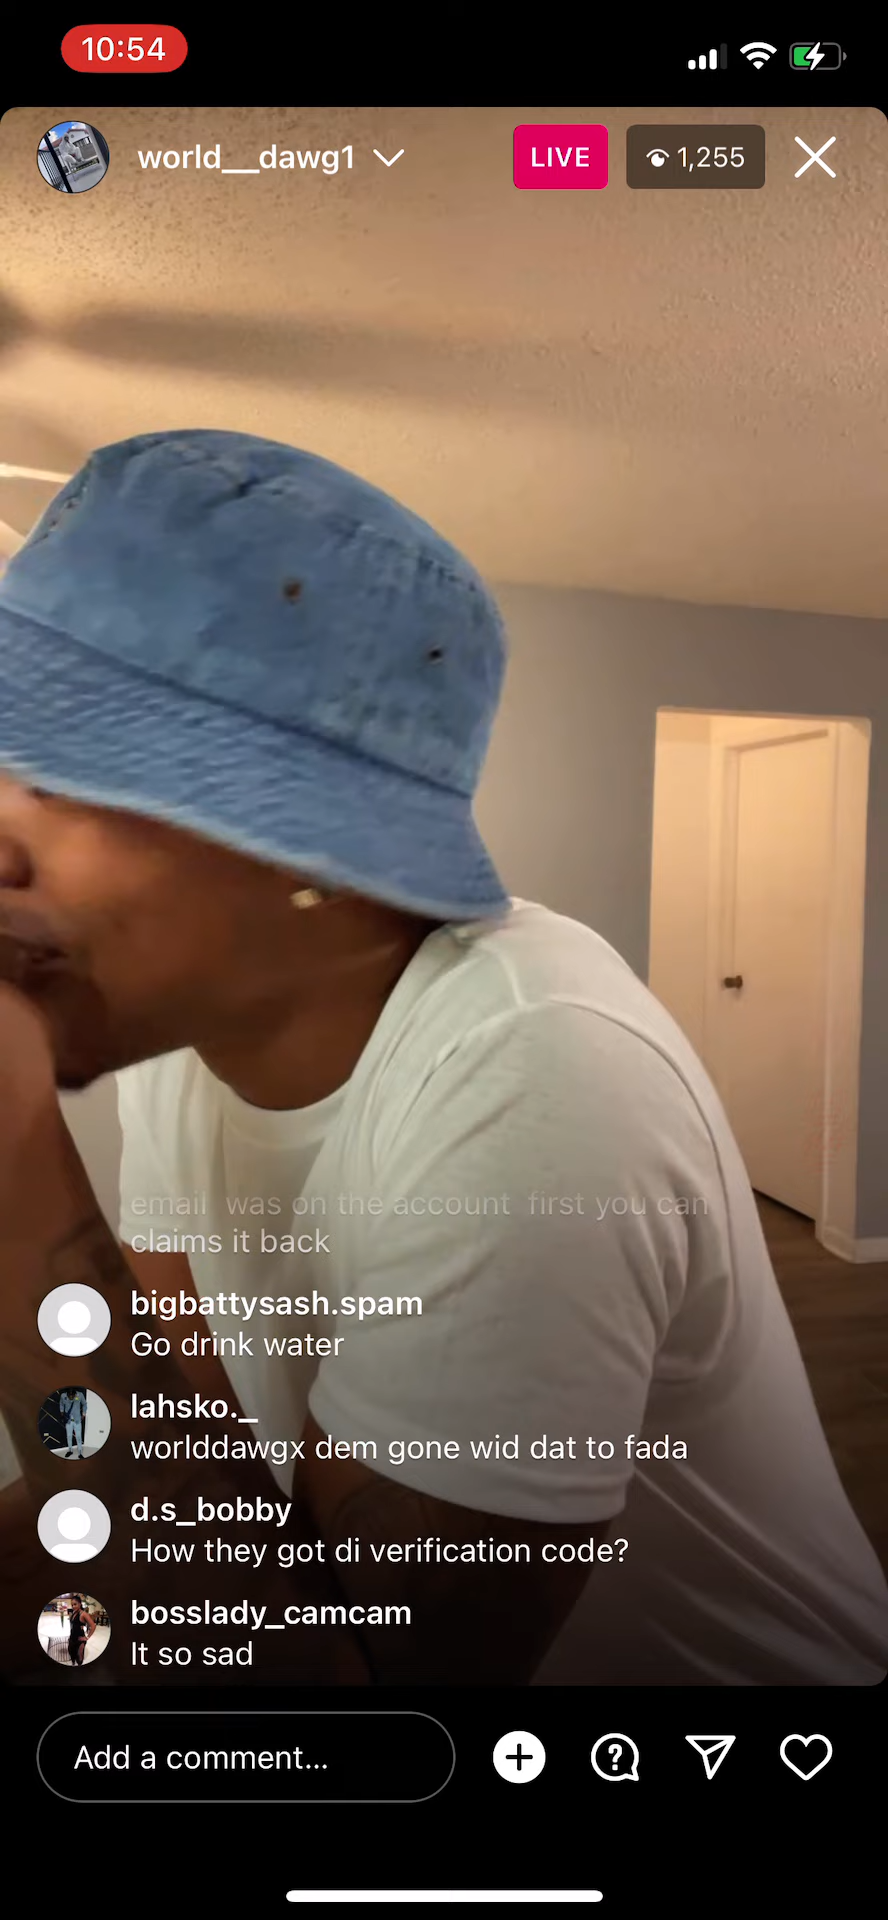 10:54
world__dawg1
LIVE
1,255
email was on the account first you can
claims it back
bigbattysash.spam
Go drink water
lahsko._
worlddawgx dem gone wid dat to fada
d.s_bobby
How they got di verification code?
bosslady_camcam
It so sad
Add a comment...